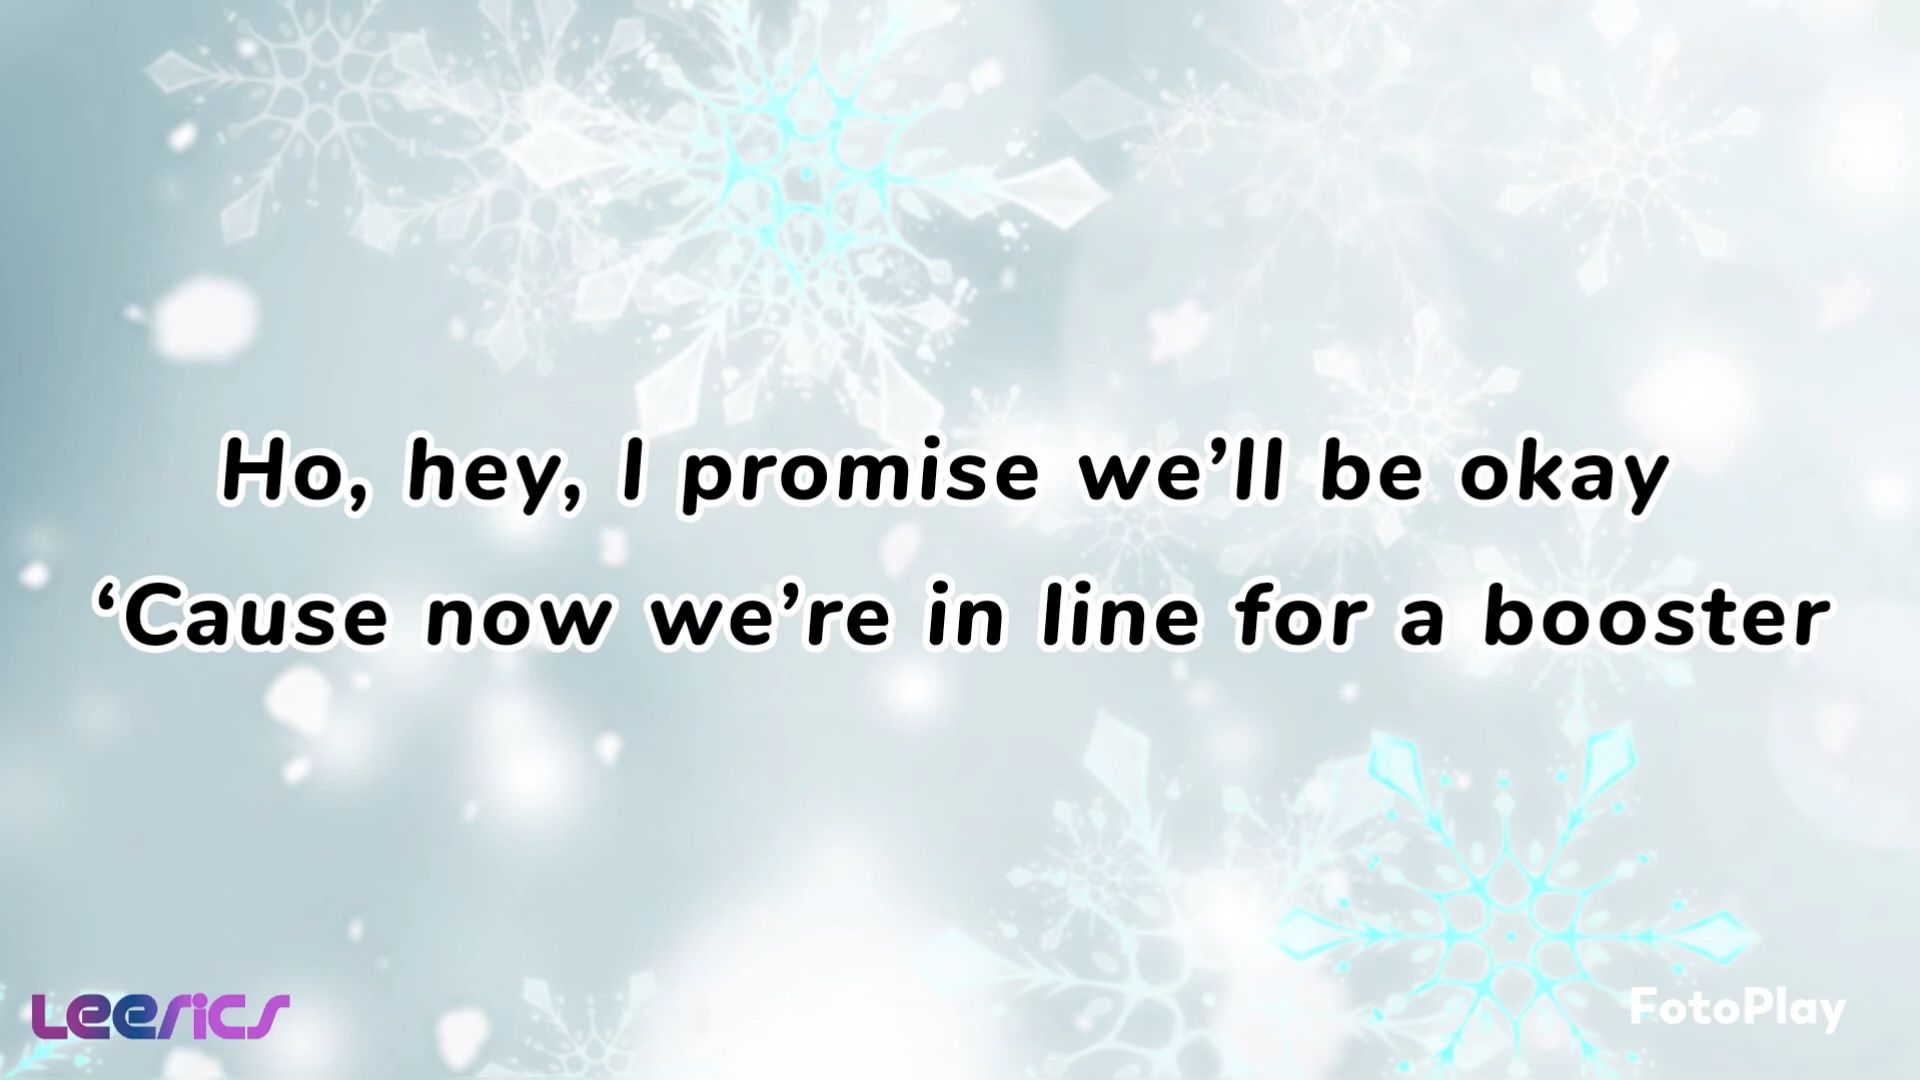 Ho, hey, I promise we’ll be okay
‘Cause now we’re in line for a booster
Leerics
FotoPlay